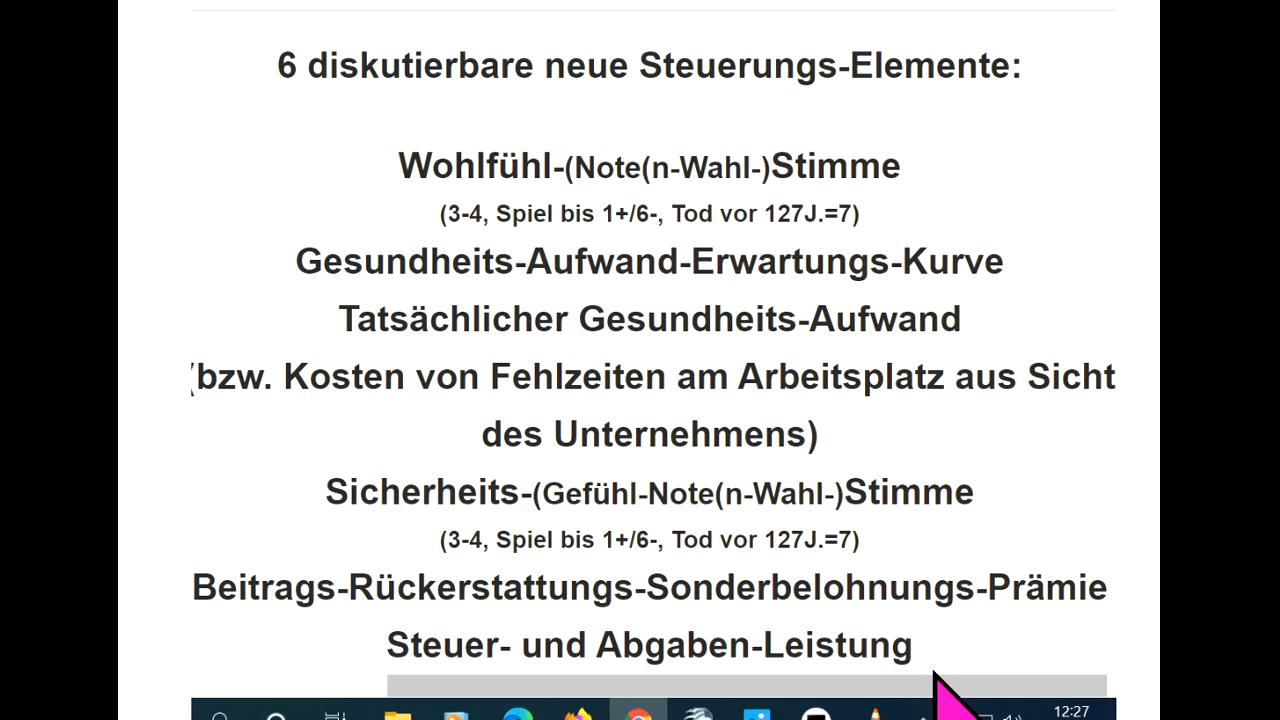 6 diskutierbare neue Steuerungs-Elemente:
Wohlfühl-(Note(n-Wahl-)Stimme
(3-4, Spiel bis 1+/6-, Tod vor 127J.=7)
Gesundheits-Aufwand-Erwartungs-Kurve
Tatsächlicher Gesundheits-Aufwand
(bzw. Kosten von Fehlzeiten am Arbeitsplatz aus Sicht
des Unternehmens)
Sicherheits-(Gefühl-Note(n-Wahl-)Stimme
(3-4, Spiel bis 1+/6-, Tod vor 127J.=7)
Beitrags-Rückerstattungs-Sonderbelohnungs-Prämie
Steuer- und Abgaben-Leistung
12:27